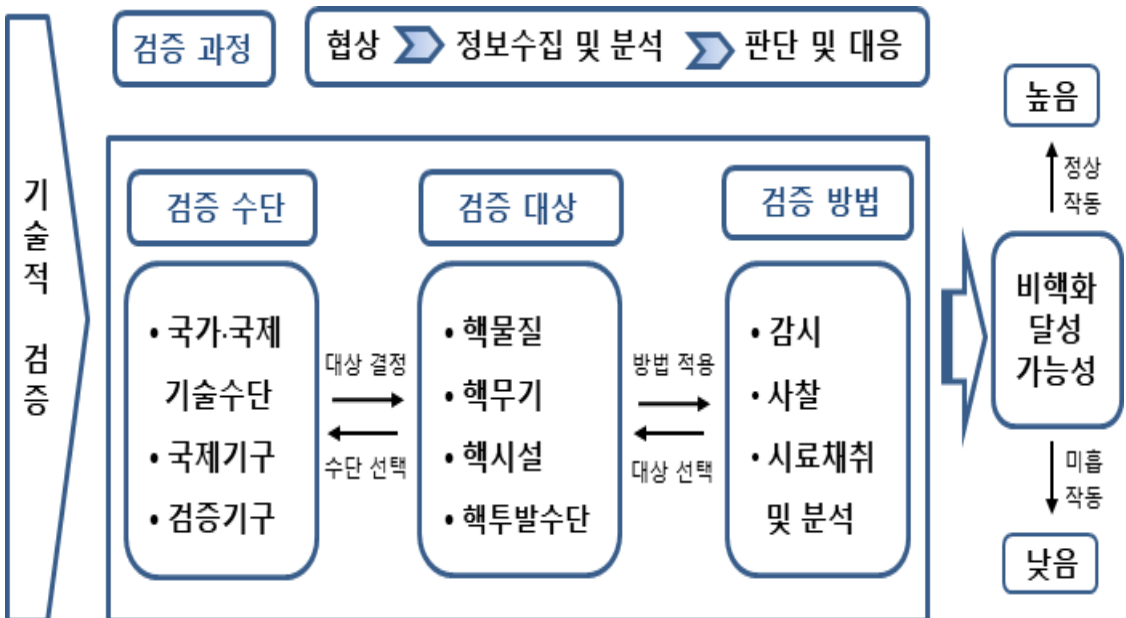 기술적 검증
검증 과정
협상 정보수집 및 분석 판단 및 대응
검증 수단
• 국가·국제
기술수단
• 국제기구
• 검증기구
대상 결정
수단 선택
검증 대상
• 핵물질
• 핵무기
• 핵시설
• 핵투발수단
방법 적용
대상 선택
검증 방법
• 감시
• 사찰
• 시료채취
및 분석
높음
정상
작동
비핵화
달성
가능성
미흡
작동
낮음